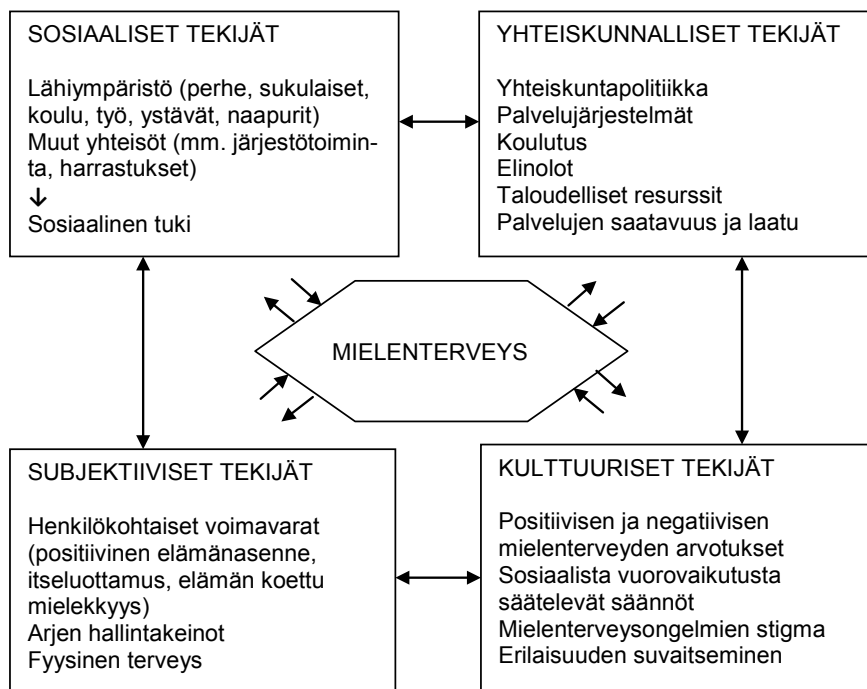 SOSIAALISET TEKIJÄT
Lähiympäristö (perhe, sukulaiset,
koulu, työ, ystävät, naapurit)
Muut yhteisöt (mm. järjestötoimin-
ta, harrastukset)
↓
Sosiaalinen tuki
YHTEISKUNNALLISET TEKIJÄT
Yhteiskuntapolitiikka
Palvelujärjestelmät
Koulutus
Elinolot
Taloudelliset resurssit
Palvelujen saatavuus ja laatu
MIELENTERVEYS
SUBJEKTIIVISET TEKIJÄT
Henkilökohtaiset voimavarat
(positiivinen elämänasenne,
itseluottamus, elämän koettu
mielekkyys)
Arjen hallintakeinot
Fyysinen terveys
KULTTUURISET TEKIJÄT
Positiivisen ja negatiivisen
mielenterveyden arvotukset
Sosiaalista vuorovaikutusta
säätelevät säännöt
Mielenterveysongelmien stigma
Erilaisuuden suvaitseminen